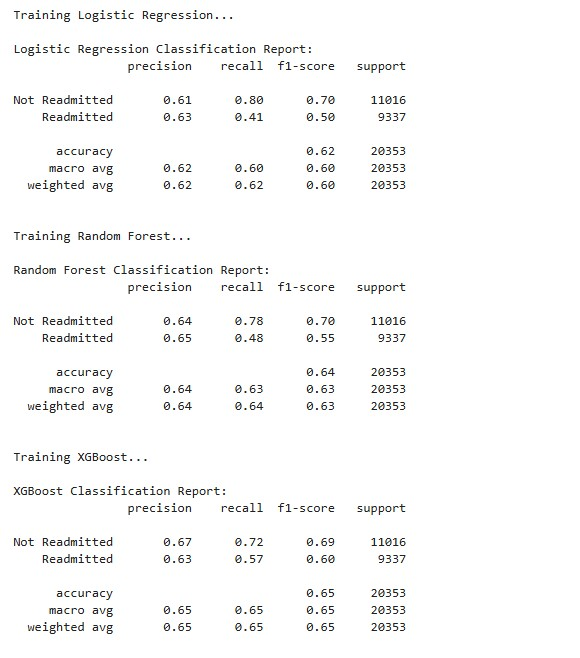 Training Logistic Regression...
Logistic Regression Classification Report:
precision recall f1-score support
Not Readmitted 0.61 0.80 0.70 11016
Readmitted 0.63 0.41 0.50 9337
accuracy 0.62 20353
macro avg 0.62 0.60 0.60 20353
weighted avg 0.62 0.62 0.60 20353
Training Random Forest...
Random Forest Classification Report:
precision recall f1-score support
Not Readmitted 0.64 0.78 0.70 11016
Readmitted 0.65 0.48 0.55 9337
accuracy 0.64 20353
macro avg 0.64 0.63 0.63 20353
weighted avg 0.64 0.64 0.63 20353
Training XGBoost...
XGBoost Classification Report:
precision recall f1-score support
Not Readmitted 0.67 0.72 0.69 11016
Readmitted 0.63 0.57 0.60 9337
accuracy 0.65 20353
macro avg 0.65 0.65 0.65 20353
weighted avg 0.65 0.65 0.65 20353